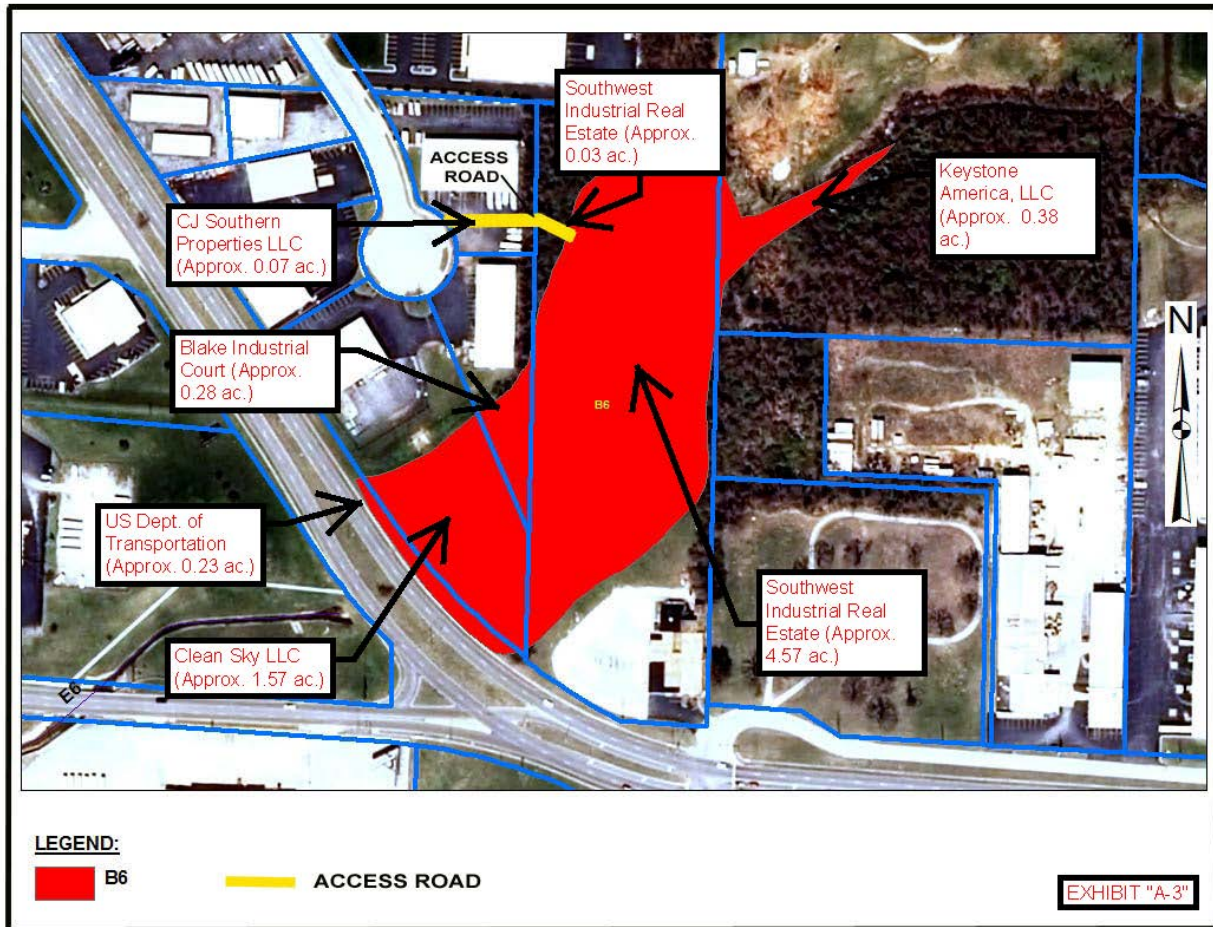 Southwest
Industrial Real
Estate (Approx.
0.03 ac.)
ACCESS
ROAD
Keystone
America, LLC
(Approx. 0.38
ac.)
CJ Southern
Properties LLC
(Approx. 0.07 ac.)
N
Blake Industrial
Court (Approx.
0.28 ac.)
B6
US Dept. of
Transportation
(Approx. 0.23 ac.)
Southwest
Industrial Real
Estate (Approx.
4.57 ac.)
Clean Sky LLC
(Approx. 1.57 ac.)
E6
LEGEND:
B6
ACCESS ROAD
EXHIBIT "A-3"